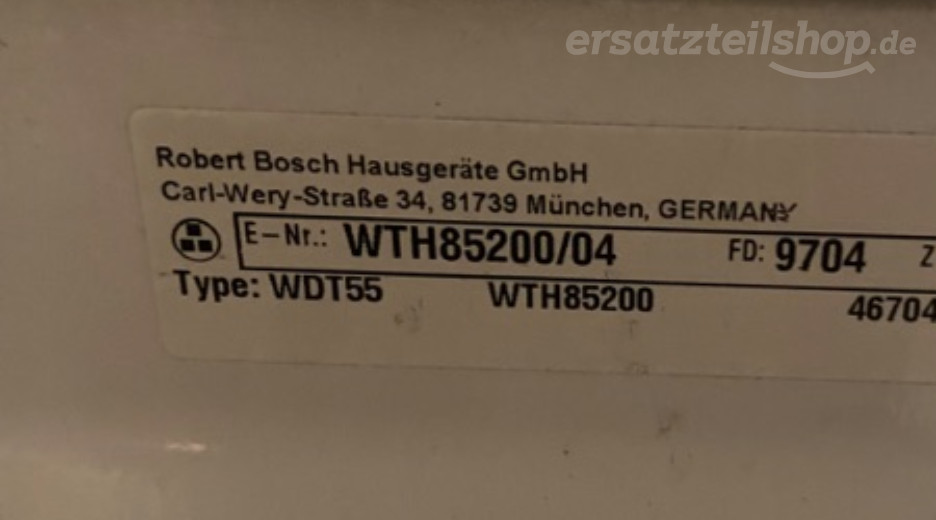 ersatzteilshop.de
Robert Bosch Hausgeräte GmbH
Carl-Wery-Straße 34, 81739 München, GERMANY
E-Nr.: WTH85200/04 FD: 9704 Z
Type: WDT55 WTH85200 46704